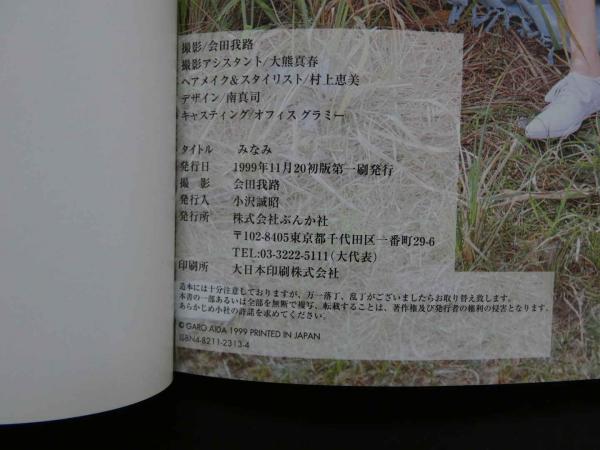 撮影/会田我路
撮影アシスタント/大熊真春
ヘアメイク&スタイリスト/村上恵美
デザイン/南真司
キャスティング/オフィス グラミー
タイトル みなみ
発行日 1999年11月20初版第一刷発行
撮 影 会田我路
発行人 小沢誠昭
発行所 株式会社ぶんか社
〒102-8405東京都千代田区一番町29-6
TEL:03-3222-5111(大代表)
印刷所 大日本印刷株式会社
造本には十分注意しておりますが、万一落丁、乱丁がございましたらお取り替え致します。
本書の一部あるいは全部を無断で複写、転載することは、著作権及び発行者の権利の侵害となります。
あらかじめ小社の許諾を求めてください。
© GARO AIDA 1999 PRINTED IN JAPAN
ISBN4-8211-2313-4